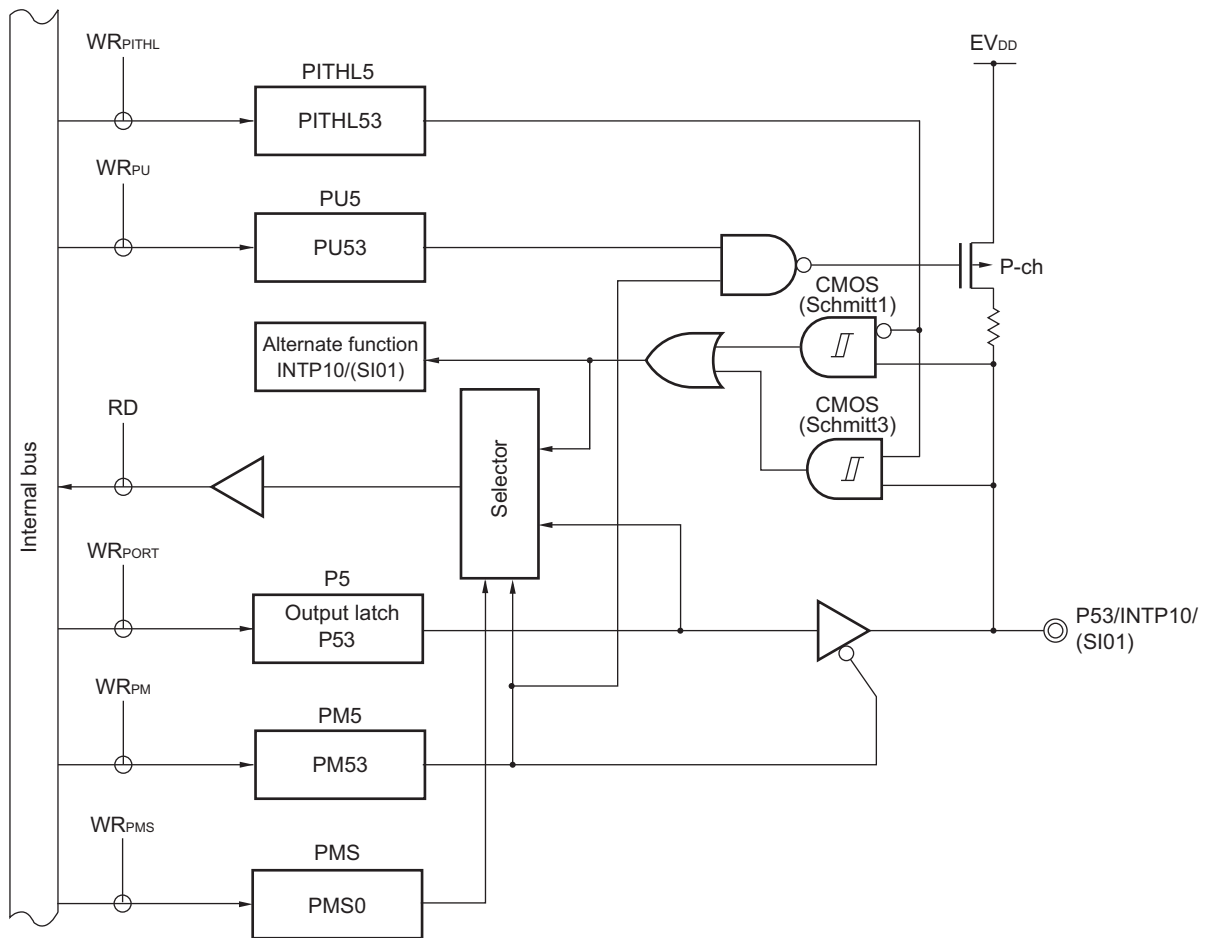 WRPITHL
EVDD
PITHL5
PITHL53
WRPU
PU5
PU53
P-ch
CMOS
(Schmitt1)
Alternate function
INTP10/(SI01)
RD
CMOS
(Schmitt3)
Selector
Internal bus
WRPORT
P5
Output latch
P53
P53/INTP10/
(SI01)
WRPM
PM5
PM53
WRPMS
PMS
PMS0